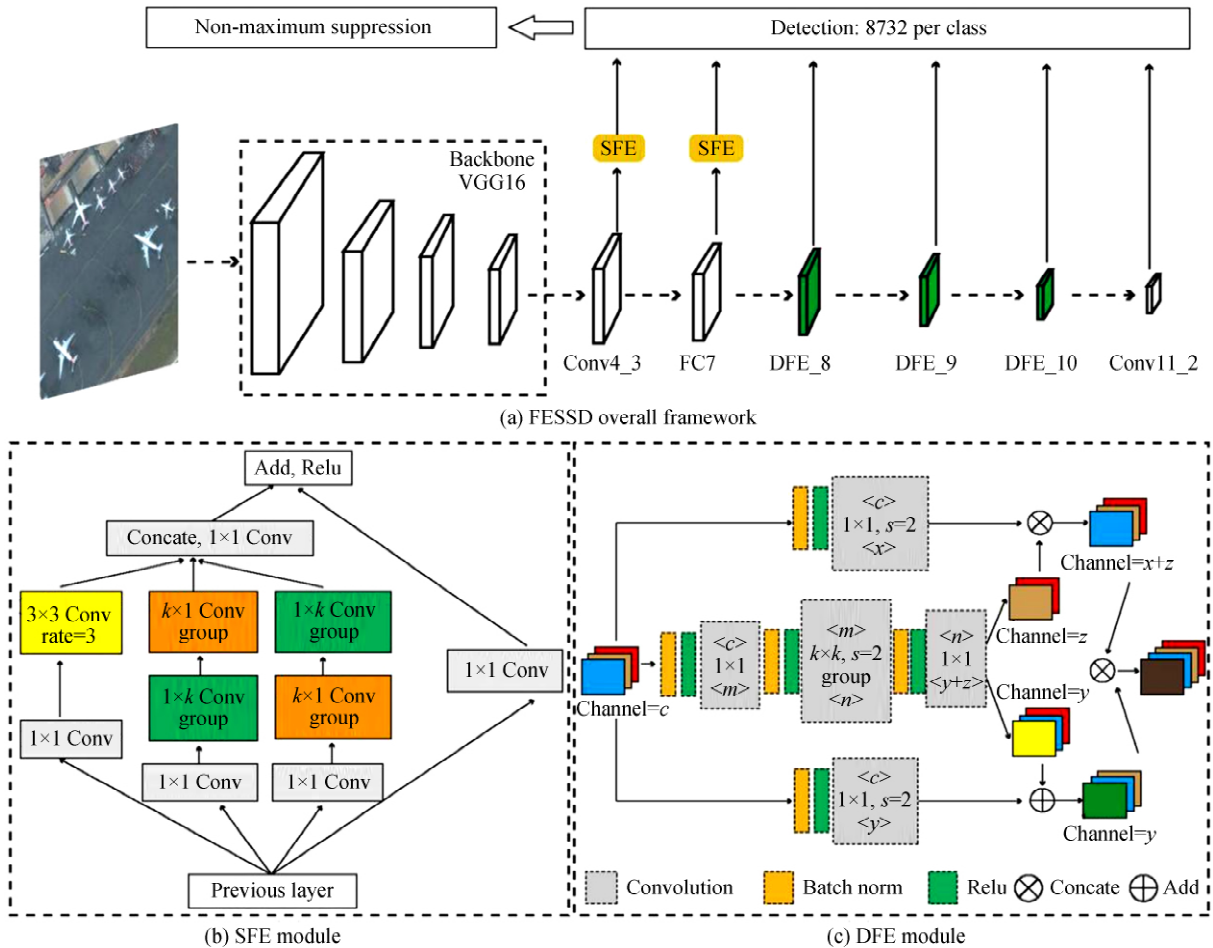 Non-maximum suppression
Detection: 8732 per class
SFE
SFE
Backbone
VGG16
Conv4_3
FC7
DFE_8
DFE_9
DFE_10
Conv11_2
(a) FESSD overall framework
Add, Relu
Concate, 1×1 Conv
3×3 Conv
rate=3
k×1 Conv
group
1×k Conv
group
1×k Conv
group
k×1 Conv
group
1×1 Conv
1×1 Conv
1×1 Conv
1×1 Conv
Previous layer
(b) SFE module
<c>
1×1, s=2
<x>
Channel=x+z
Channel=z
Channel=c
<c>
1×1
<m>
<m>
k×k, s=2
group
<n>
<n>
1×1
<y+z>
Channel=y
<c>
1×1, s=2
<y>
Channel=y
Convolution
Batch norm
Relu
Concate
Add
(c) DFE module